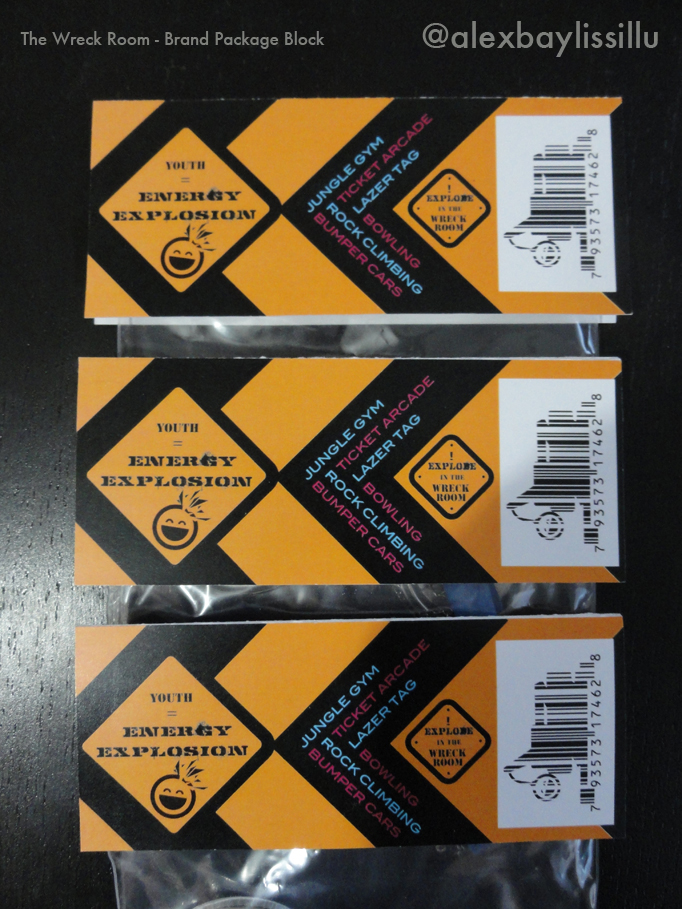 The Wreck Room - Brand Package Block
@alexbaylissillu
YOUTH
=
ENERGY
EXPLOSION
JUNGLE GYM
TICKET ARCADE
LAZER TAG
BOWLING
ROCK CLIMBING
BUMPER CARS
!
EXPLODE
IN THE
WRECK
ROOM
7 93573 17462 8
YOUTH
=
ENERGY
EXPLOSION
JUNGLE GYM
TICKET ARCADE
LAZER TAG
BOWLING
ROCK CLIMBING
BUMPER CARS
!
EXPLODE
IN THE
WRECK
ROOM
7 93573 17462 8
YOUTH
=
ENERGY
EXPLOSION
JUNGLE GYM
TICKET ARCADE
LAZER TAG
BOWLING
ROCK CLIMBING
BUMPER CARS
!
EXPLODE
IN THE
WRECK
ROOM
7 93573 17462 8